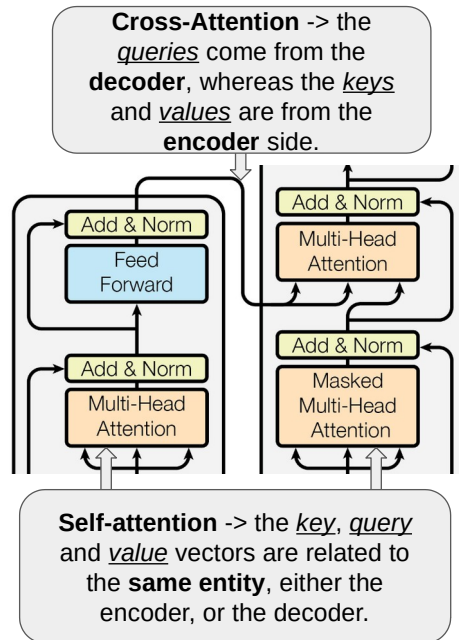 Cross-Attention -> the
queries come from the
decoder, whereas the keys
and values are from the
encoder side.
Add & Norm
Feed
Forward
Add & Norm
Multi-Head
Attention
Add & Norm
Multi-Head
Attention
Add & Norm
Masked
Multi-Head
Attention
Self-attention -> the key, query
and value vectors are related to
the same entity, either the
encoder, or the decoder.